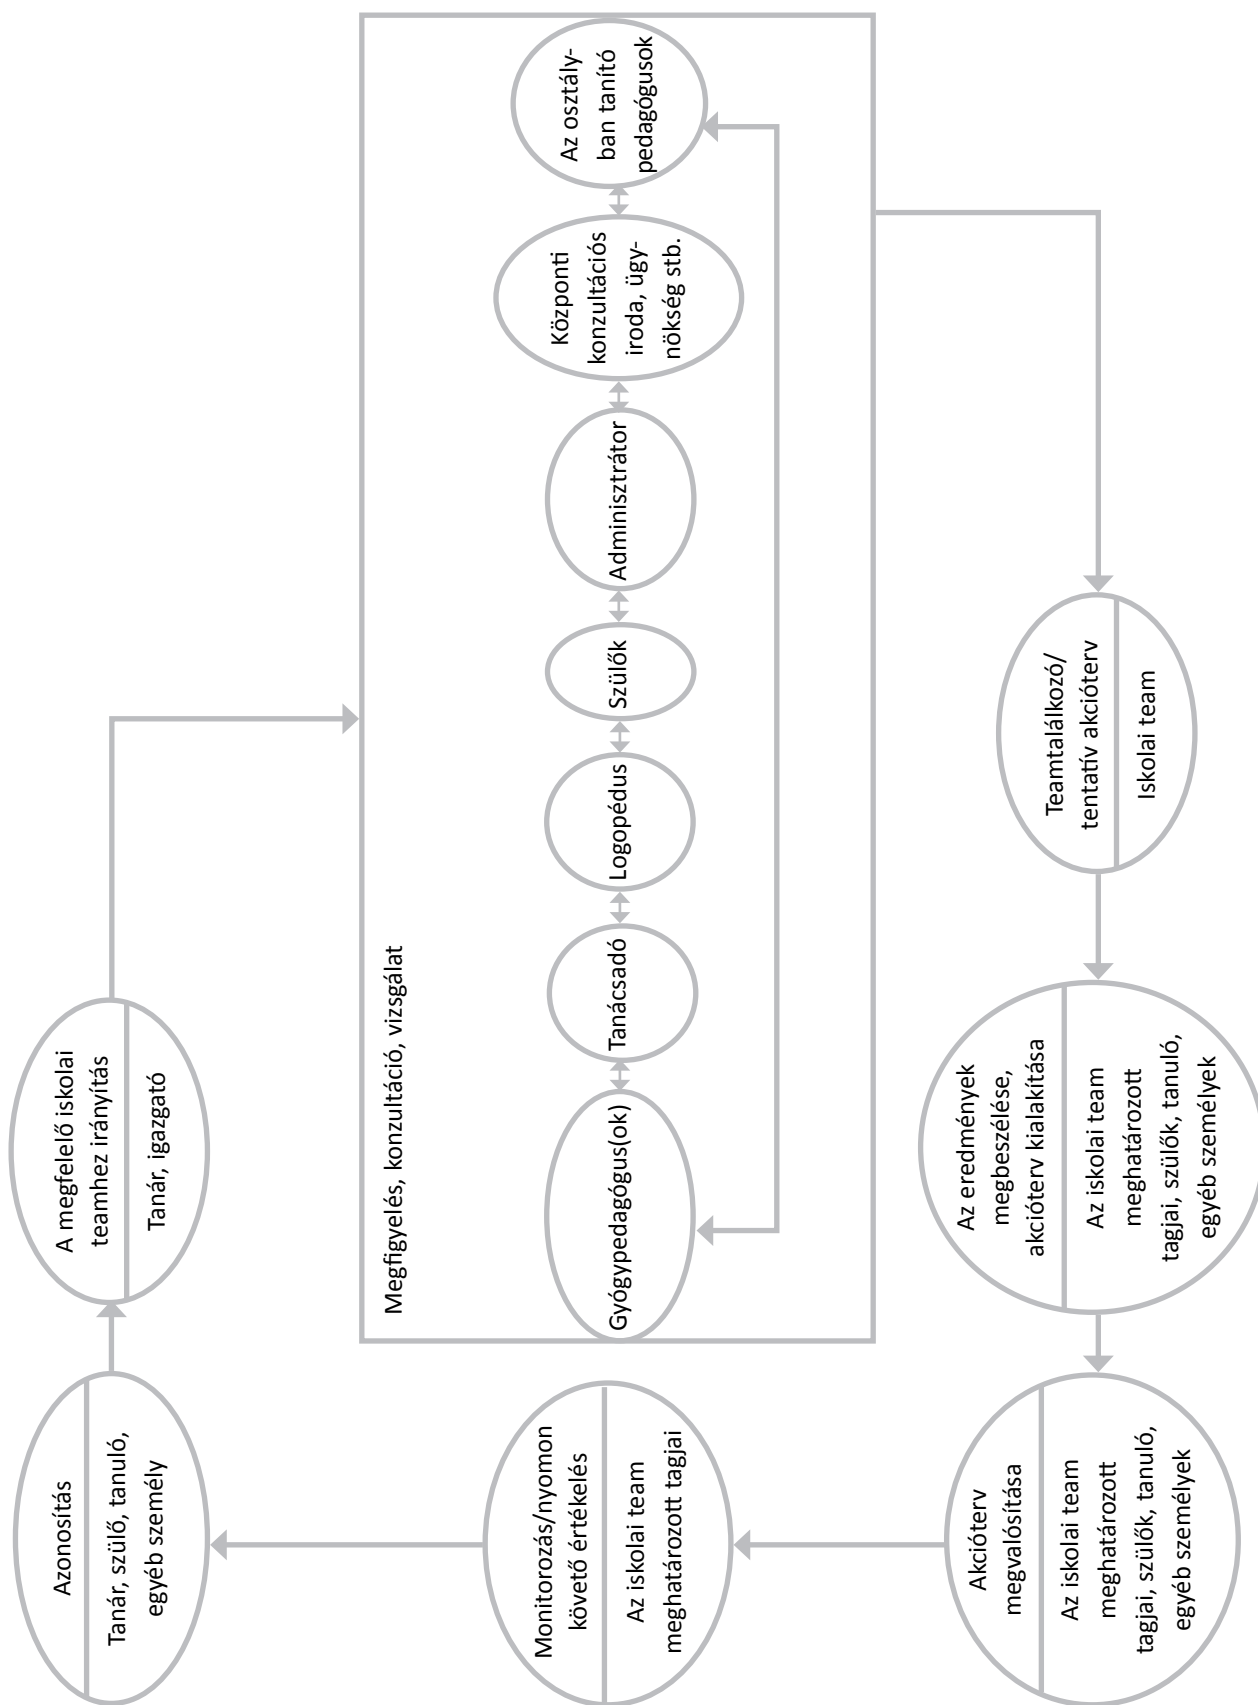 Azonosítás
Tanár, szülő, tanuló,
egyéb személy
A megfelelő iskolai
teamhez irányítás
Tanár, igazgató
Megfigyelés, konzultáció, vizsgálat
Gyógypedagógus(ok)
Tanácsadó
Logopédus
Szülők
Adminisztrátor
Központi
konzultációs
iroda, ügy-
nökség stb.
Az osztály-
ban tanító
pedagógusok
Teamtalálkozó/
tentatív akcióterv
Iskolai team
Az eredmények
megbeszélése,
akcióterv kialakítása
Az iskolai team
meghatározott
tagjai, szülők, tanuló,
egyéb személyek
Akcióterv
megvalósítása
Az iskolai team
meghatározott
tagjai, szülők, tanuló,
egyéb személyek
Monitorozás/nyomon
követő értékelés
Az iskolai team
meghatározott tagjai